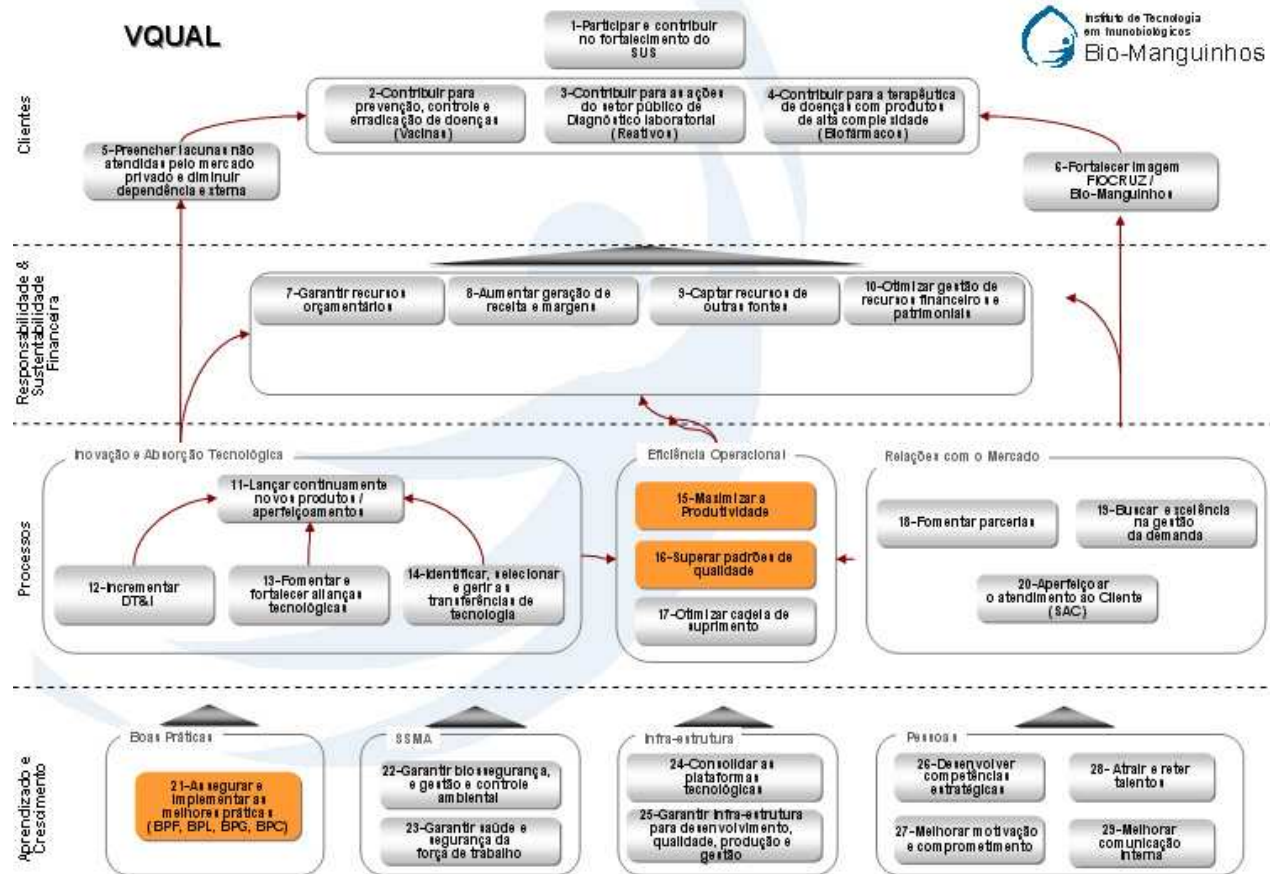 VQUAL
Instituto de Tecnologia
em Imunobiológicos
Bio-Manguinhos
Clientes
1-Participar e contribuir
no fortalecimento do
SUS
2-Contribuir para
prevenção, controle e
erradicação de doenças
(Vacinas)
3-Contribuir para as ações
do setor público de
Diagnóstico laboratorial
(Reativos)
4-Contribuir para a terapêutica
de doenças com produtos
de alta complexidade
(Biofármacos)
5-Preencher lacunas não
atendidas pelo mercado
privado e diminuir
dependência externa
6-Fortalecer imagem
FIOCRUZ /
Bio-Manguinhos
Responsabilidade &
Sustentabilidade
Financeira
7-Garantir recursos
orçamentários
8-Aumentar geração de
receita e margens
9-Captar recursos de
outras fontes
10-Otimizar gestão de
recursos financeiros e
patrimoniais
Processos
Inovação e Absorção Tecnológica
11-Lançar continuamente
novos produtos /
aperfeiçoamentos
12-Incrementar
DT&I
13-Fomentar e
fortalecer alianças
tecnológicas
14-Identificar, selecionar
e gerir as
transferências de
tecnologia
Eficiência Operacional
15-Maximizar a
Produtividade
16-Superar padrões de
qualidade
17-Otimizar cadeia de
suprimento
Relações com o Mercado
18-Fomentar parcerias
19-Buscar excelência
na gestão
da demanda
20-Aperfeiçoar
o atendimento ao Cliente
(SAC)
Aprendizado e
Crescimento
Boas Práticas
21-Assegurar e
implementar as
melhores práticas
(BPF, BPL, BPG, BPC)
SSMA
22-Garantir biossegurança,
e gestão e controle
ambiental
23-Garantir saúde e
segurança da
força de trabalho
Infra-estrutura
24-Consolidar as
plataformas
tecnológicas
25-Garantir infra-estrutura
para desenvolvimento,
qualidade, produção e
gestão
Pessoas
26-Desenvolver
competências
estratégicas
28- Atrair e reter
talentos
27-Melhorar motivação
e comprometimento
29-Melhorar
comunicação
interna